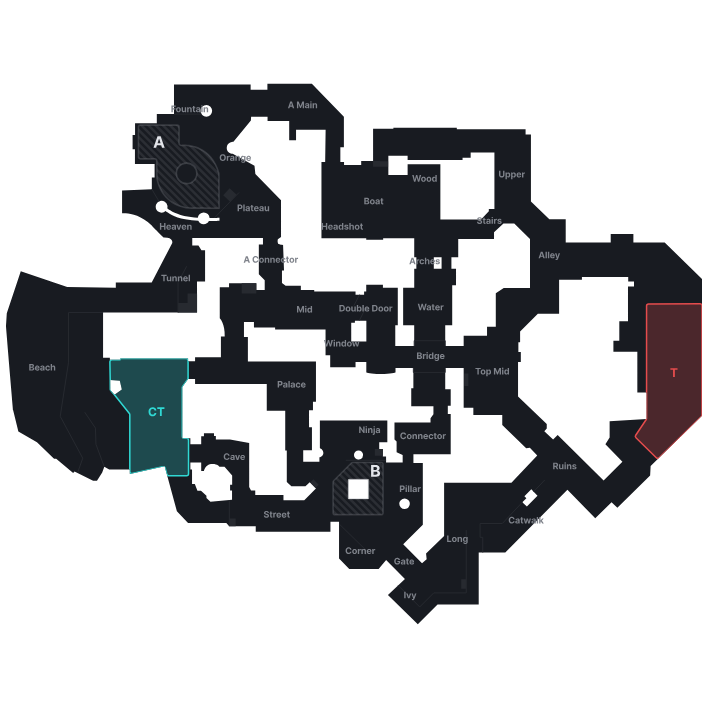 Fountain
A Main
A
Orange
Wood
Upper
Boat
Plateau
Stairs
Heaven
Headshot
Alley
A Connector
Arches
Tunnel
Mid
Double Door
Water
Window
Bridge
Beach
Top Mid
T
Palace
CT
Ninja
Connector
Cave
B
Ruins
Pillar
Street
Catwalk
Long
Corner
Gate
Ivy